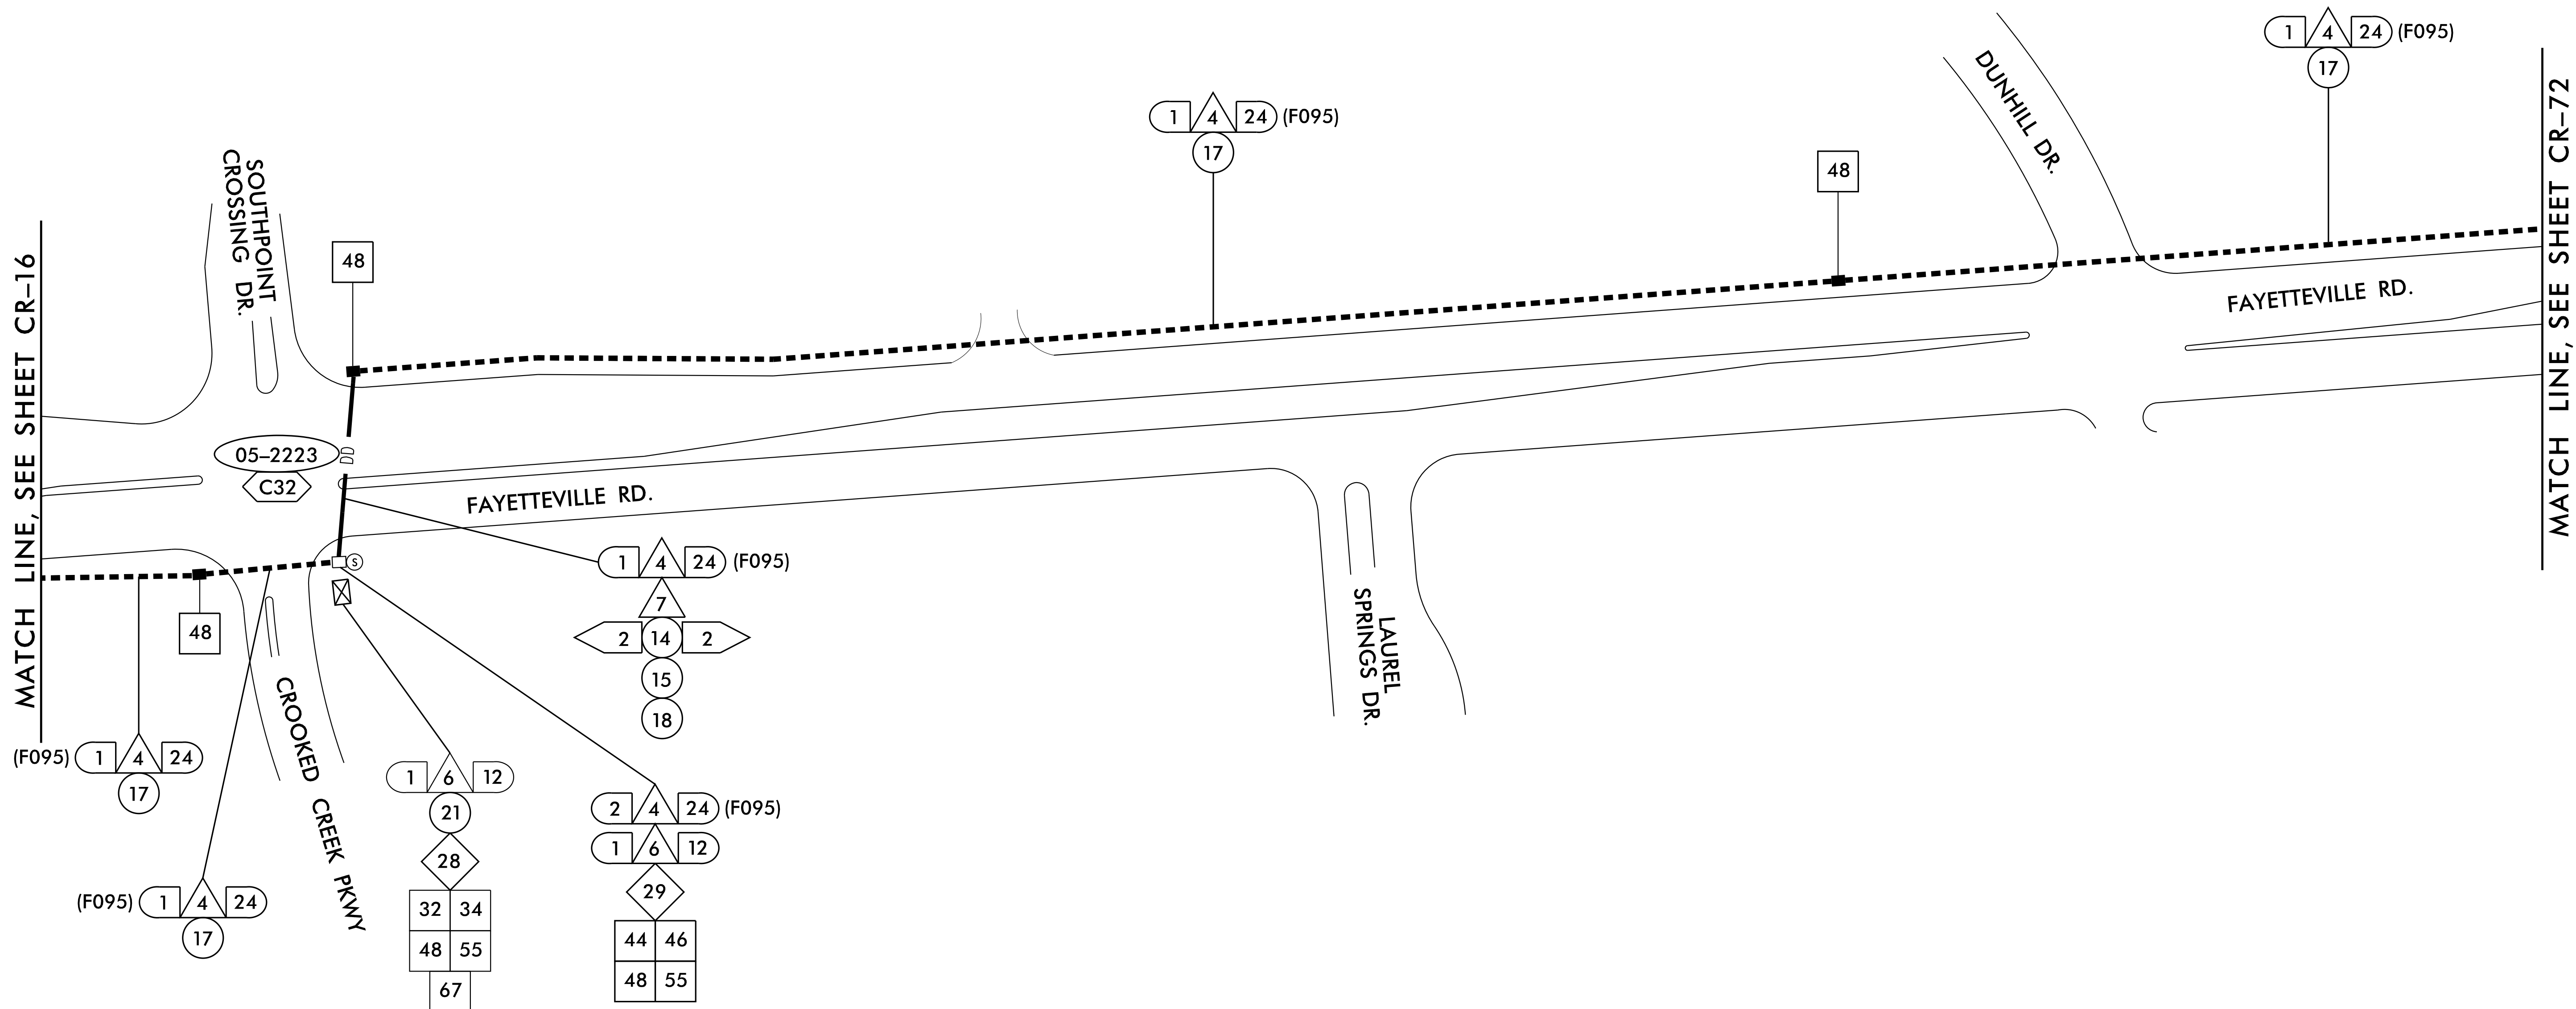 1 4 24 (F095)
17
DUNHILL DR.
1 4 24 (F095)
17
48
SOUTHPOINT
CROSSING DR.
48
MATCH LINE, SEE SHEET CR–16
MATCH LINE, SEE SHEET CR–72
FAYETTEVILLE RD.
05–2223
C32
FAYETTEVILLE RD.
S
1 4 24 (F095)
7
2 14 2
15
18
48
LAUREL
SPRINGS DR.
CROOKED CREEK PKWY
(F095) 1 4 24
17
1 6 12
21
28
32 34
48 55
67
2 4 24 (F095)
1 6 12
29
44 46
48 55
(F095) 1 4 24
17